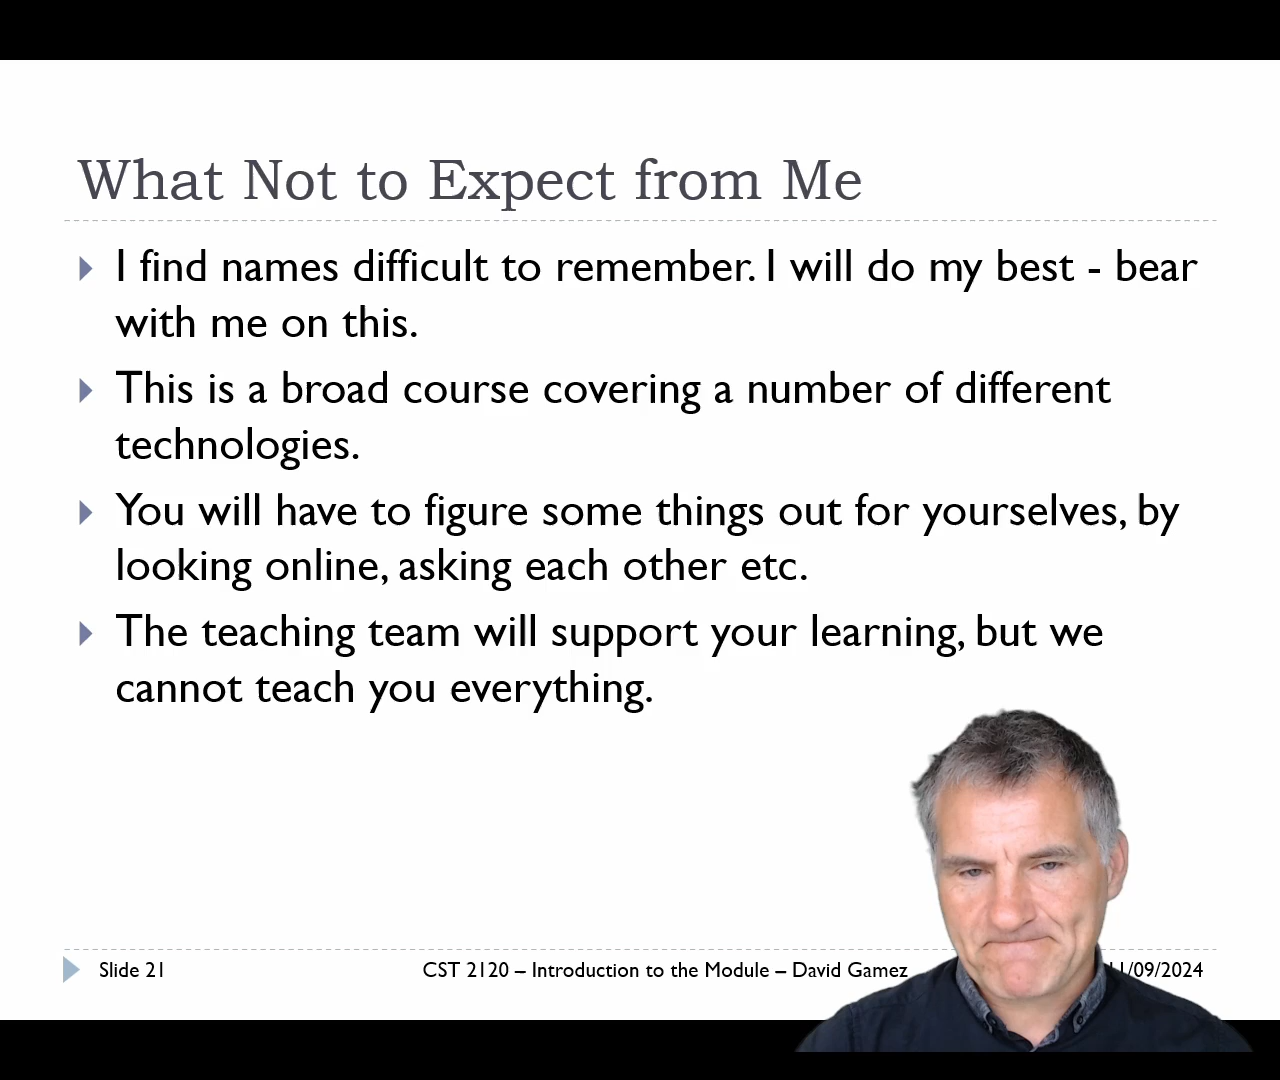 What Not to Expect from Me
I find names difficult to remember. I will do my best - bear
with me on this.
This is a broad course covering a number of different
technologies.
You will have to figure some things out for yourselves, by
looking online, asking each other etc.
The teaching team will support your learning, but we
cannot teach you everything.
Slide 21
CST 2120 – Introduction to the Module – David Gamez
11/09/2024